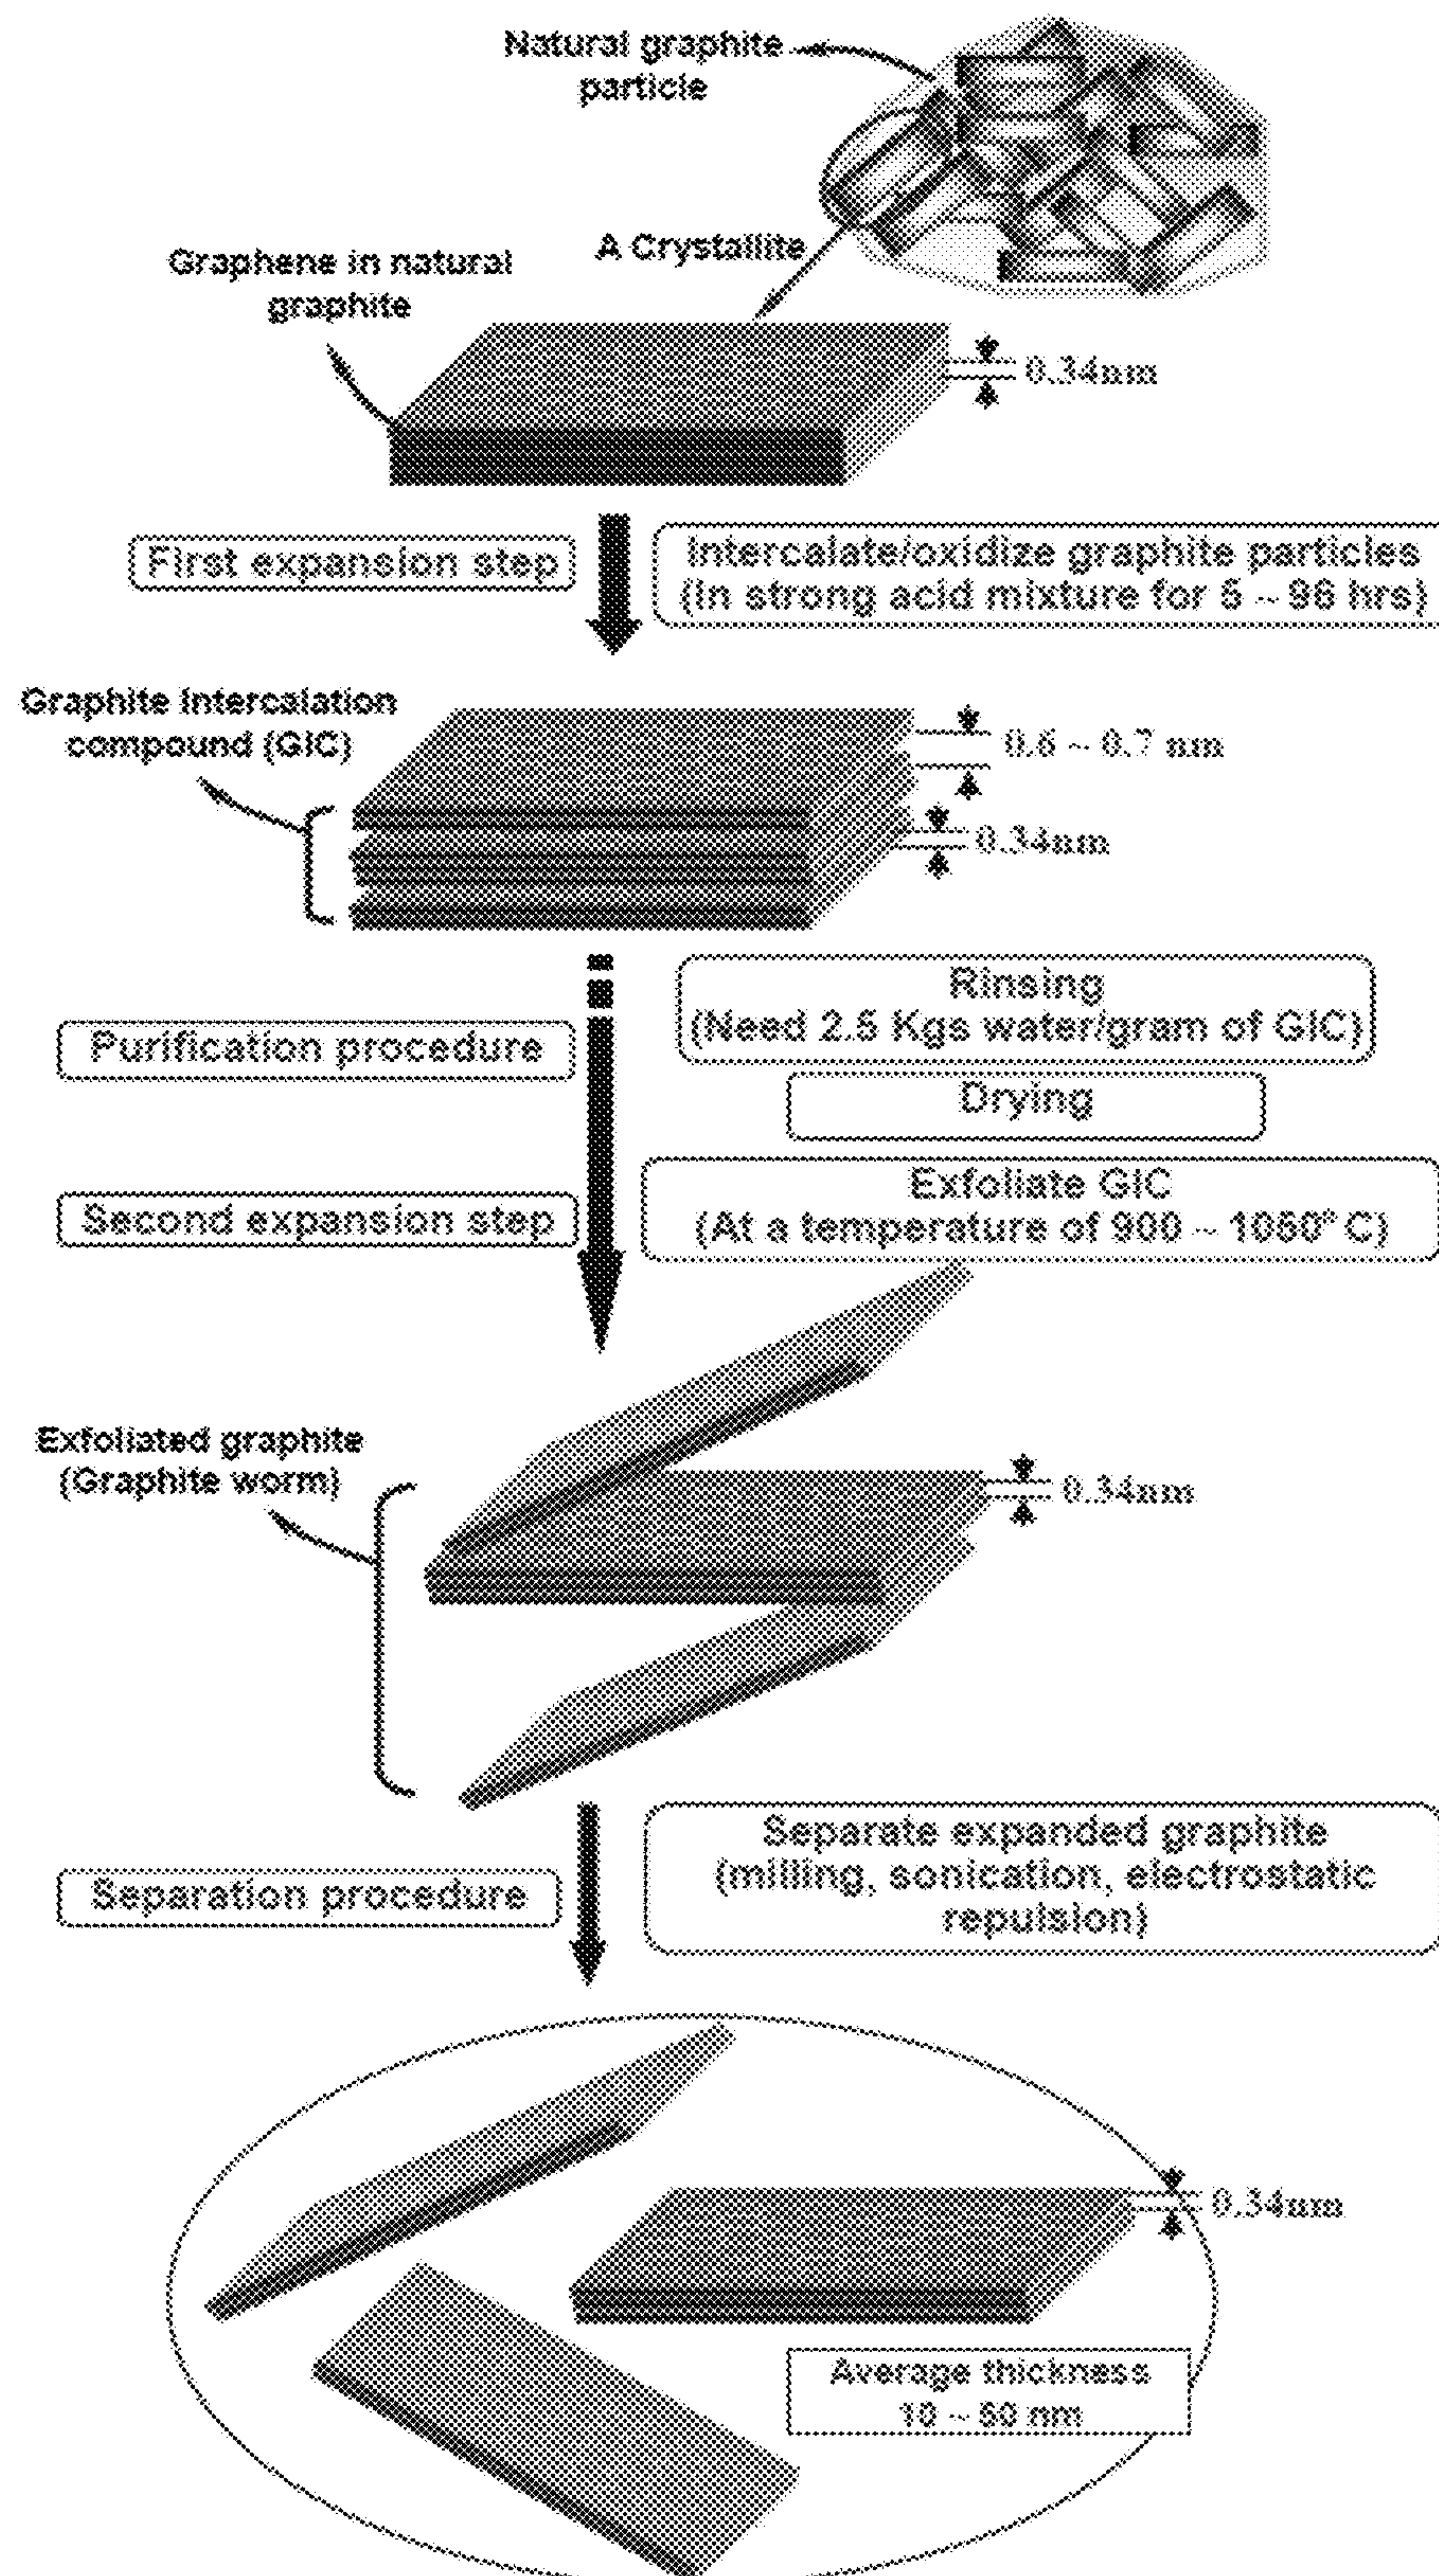 Natural graphite
particle
A Crystallite
Graphene in natural
graphite
0.34nm
First expansion step
Intercalate/oxidize graphite particles
(in strong acid mixture for 5 ~ 96 hrs)
Graphite intercalation
compound (GIC)
0.6 ~ 0.7 nm
0.34nm
Rinsing
(Need 2.5 Kgs water/gram of GIC)
Purification procedure
Drying
Exfoliate GIC
(At a temperature of 900 ~ 1050° C)
Second expansion step
Exfoliated graphite
(Graphite worm)
0.34nm
Separate expanded graphite
(milling, sonication, electrostatic
repulsion)
Separation procedure
0.34nm
Average thickness
10 ~ 50 nm